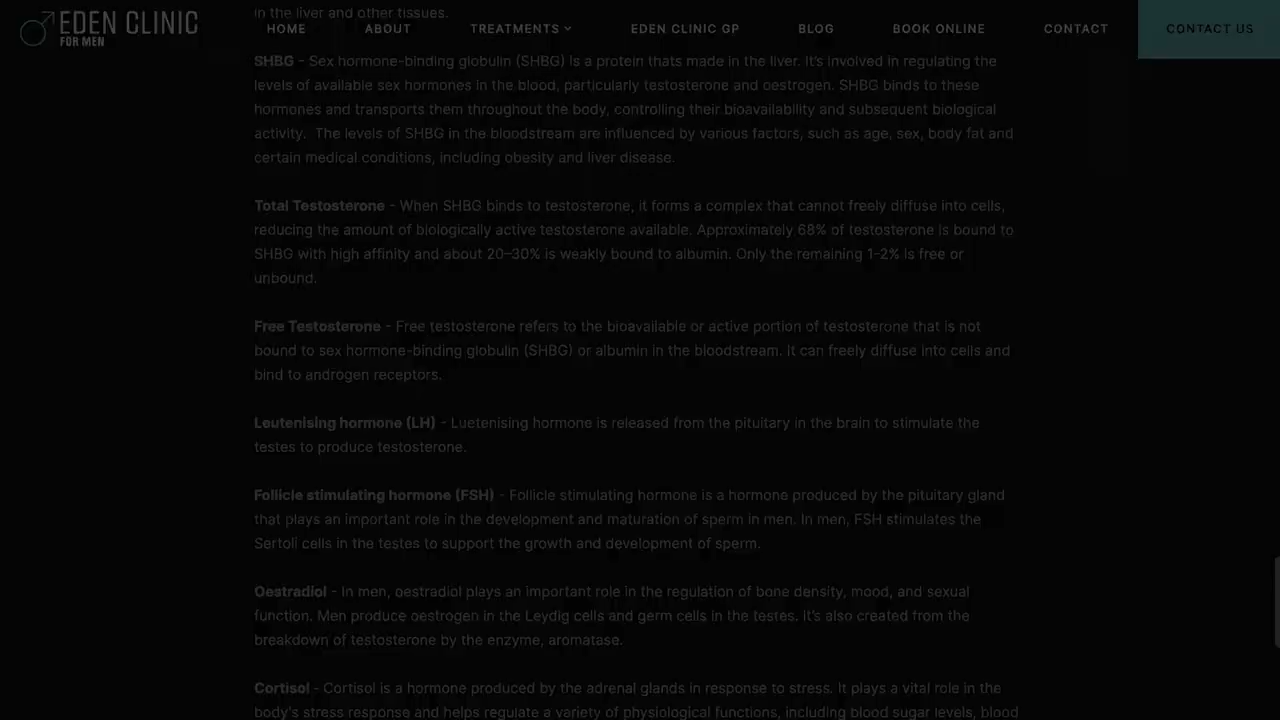 in the liver and other tissues.
EDEN CLINIC
FOR MEN
HOME ABOUT TREATMENTS EDEN CLINIC GP BLOG BOOK ONLINE CONTACT CONTACT US
SHBG - Sex hormone-binding globulin (SHBG) is a protein thats made in the liver. It's involved in regulating the
levels of available sex hormones in the blood, particularly testosterone and oestrogen. SHBG binds to these
hormones and transports them throughout the body, controlling their bioavailability and subsequent biological
activity.  The levels of SHBG in the bloodstream are influenced by various factors, such as age, sex, body fat and
certain medical conditions, including obesity and liver disease.
Total Testosterone - When SHBG binds to testosterone, it forms a complex that cannot freely diffuse into cells,
reducing the amount of biologically active testosterone available. Approximately 68% of testosterone is bound to
SHBG with high affinity and about 20–30% is weakly bound to albumin. Only the remaining 1-2% is free or
unbound.
Free Testosterone - Free testosterone refers to the bioavailable or active portion of testosterone that is not
bound to sex hormone-binding globulin (SHBG) or albumin in the bloodstream. It can freely diffuse into cells and
bind to androgen receptors.
Leutenising hormone (LH) - Luetenising hormone is released from the pituitary in the brain to stimulate the
testes to produce testosterone.
Follicle stimulating hormone (FSH) - Follicle stimulating hormone is a hormone produced by the pituitary gland
that plays an important role in the development and maturation of sperm in men. In men, FSH stimulates the
Sertoli cells in the testes to support the growth and development of sperm.
Oestradiol - In men, oestradiol plays an important role in the regulation of bone density, mood, and sexual
function. Men produce oestrogen in the Leydig cells and germ cells in the testes. It's also created from the
breakdown of testosterone by the enzyme, aromatase.
Cortisol - Cortisol is a hormone produced by the adrenal glands in response to stress. It plays a vital role in the
body's stress response and helps regulate a variety of physiological functions, including blood sugar levels, blood